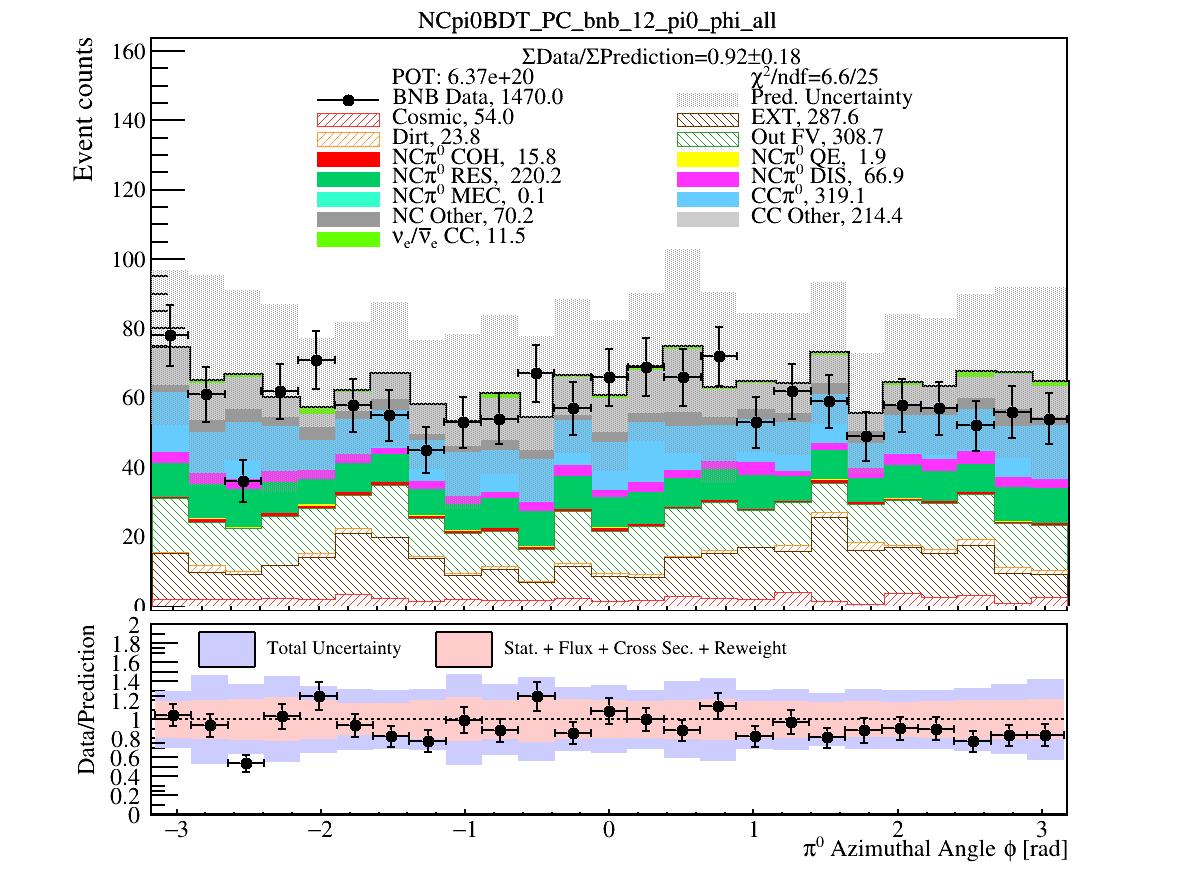 NCpi0BDT_PC_bnb_12_pi0_phi_all
ΣData/ΣPrediction=0.92±0.18
POT: 6.37e+20
χ²/ndf=6.6/25
BNB Data, 1470.0
Pred. Uncertainty
Cosmic, 54.0
EXT, 287.6
Dirt, 23.8
Out FV, 308.7
NCπ⁰ COH, 15.8
NCπ⁰ QE, 1.9
NCπ⁰ RES, 220.2
NCπ⁰ DIS, 66.9
NCπ⁰ MEC, 0.1
CCπ⁰, 319.1
NC Other, 70.2
CC Other, 214.4
νₑ/ν̅ₑ CC, 11.5
Event counts
160
140
120
100
80
60
40
20
0
Total Uncertainty
Stat. + Flux + Cross Sec. + Reweight
Data/Prediction
2
1.8
1.6
1.4
1.2
1
0.8
0.6
0.4
0.2
0
−3 −2 −1 0 1 2 3
π⁰ Azimuthal Angle ϕ [rad]